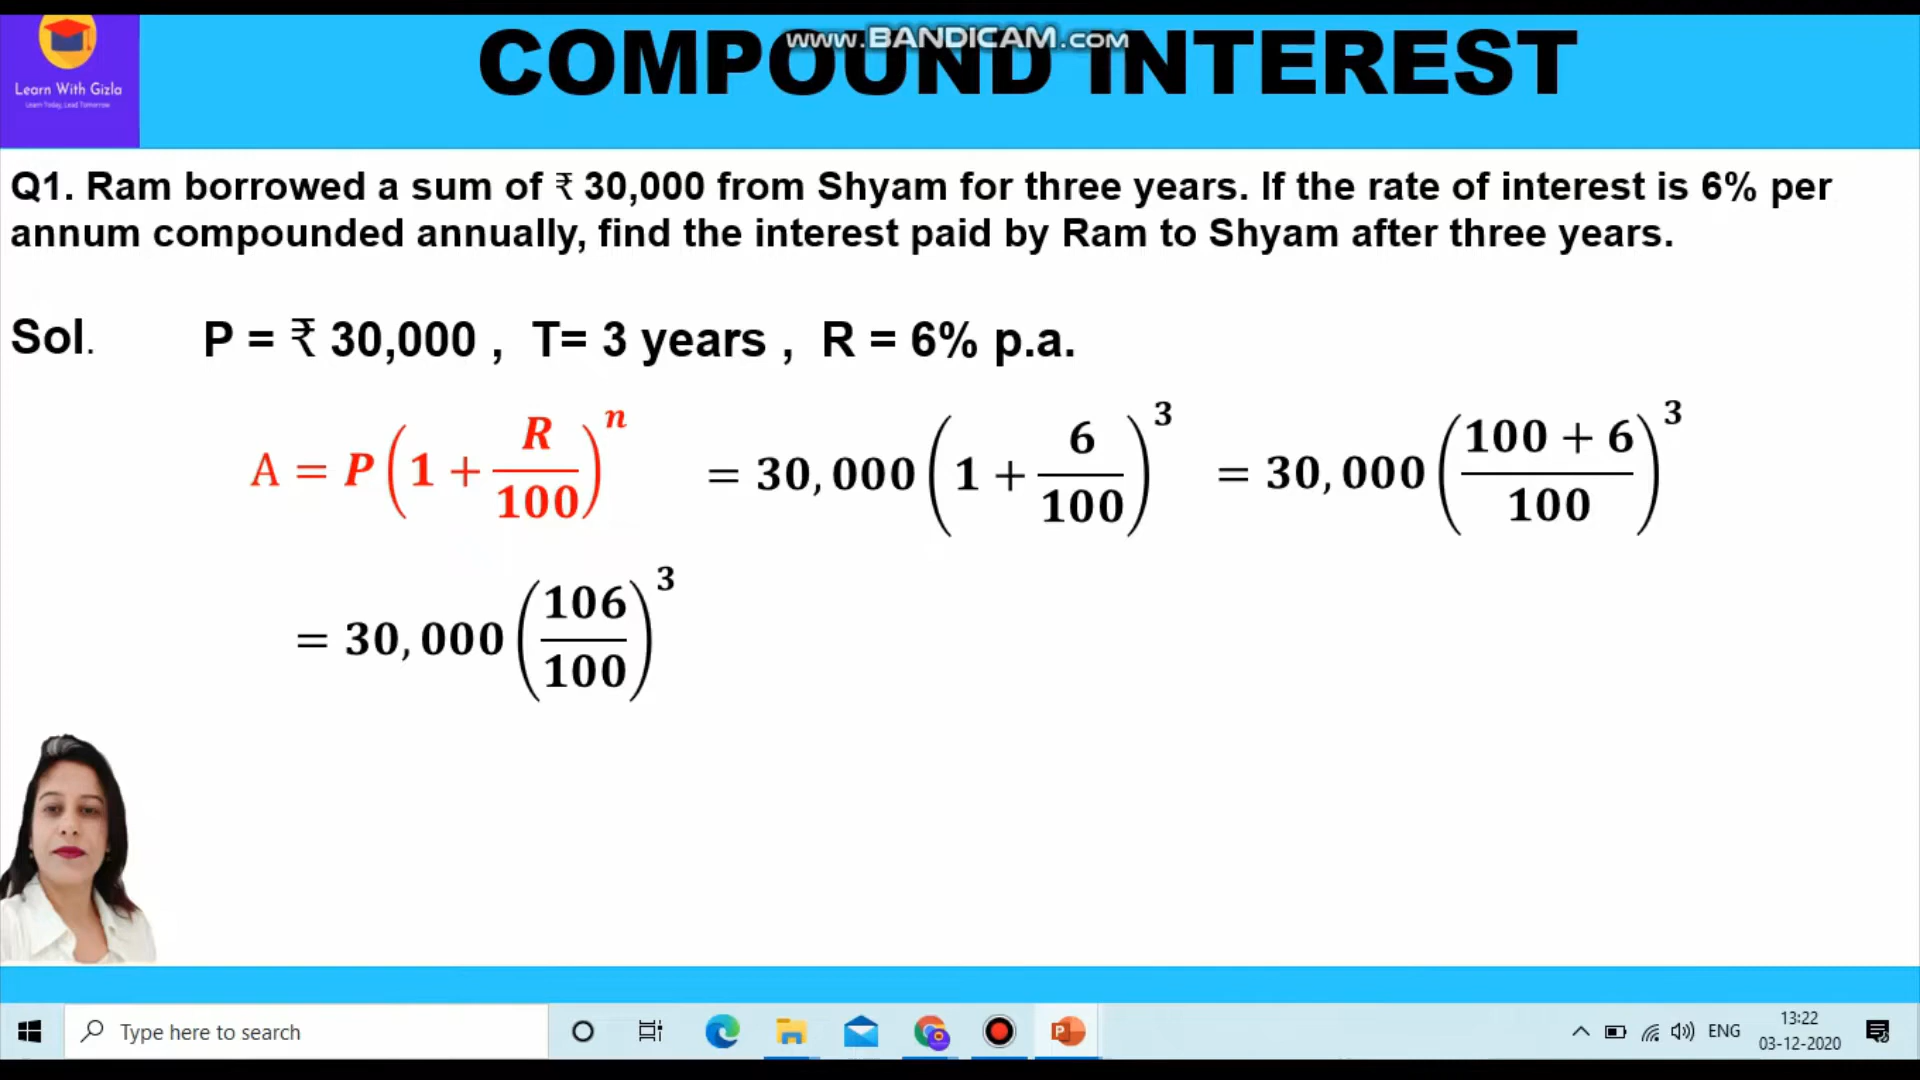 www.BANDICAM.com
COMPOUND INTEREST
Learn With Gizla
Learn Today, Lead Tomorrow
Q1. Ram borrowed a sum of ₹ 30,000 from Shyam for three years. If the rate of interest is 6% per
annum compounded annually, find the interest paid by Ram to Shyam after three years.
Sol. P = ₹ 30,000 , T= 3 years , R = 6% p.a.
A = P(1 + R/100)^n = 30,000(1 + 6/100)^3 = 30,000((100 + 6)/100)^3
= 30,000(106/100)^3
Type here to search
ENG
13:22
03-12-2020